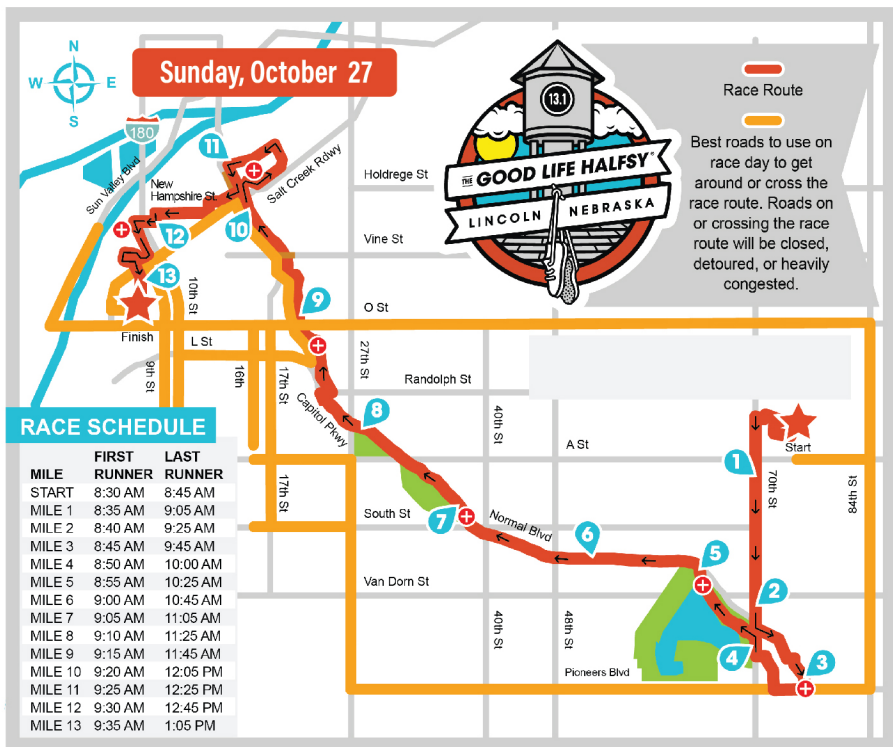 N
W E
S
Sunday, October 27
180
Sun Valley Blvd
New
Hampshire St.
Salt Creek Rdwy
11
10
12
13
Finish
10th St
9th St
L St
16th
17th St
17th St
Capitol Pkwy
9
27th St
O St
Vine St
Holdrege St
Randolph St
40th St
A St
8
7
South St
Normal Blvd
6
5
Van Dorn St
40th St
48th St
Pioneers Blvd
4
3
2
1
70th St
Start
84th St
13.1
THE GOOD LIFE HALFSY®
LINCOLN NEBRASKA
Race Route
Best roads to use on
race day to get
around or cross the
race route. Roads on
or crossing the race
route will be closed,
detoured, or heavily
congested.
RACE SCHEDULE
MILE FIRST RUNNER LAST RUNNER
START 8:30 AM 8:45 AM
MILE 1 8:35 AM 9:05 AM
MILE 2 8:40 AM 9:25 AM
MILE 3 8:45 AM 9:45 AM
MILE 4 8:50 AM 10:00 AM
MILE 5 8:55 AM 10:25 AM
MILE 6 9:00 AM 10:45 AM
MILE 7 9:05 AM 11:05 AM
MILE 8 9:10 AM 11:25 AM
MILE 9 9:15 AM 11:45 AM
MILE 10 9:20 AM 12:05 PM
MILE 11 9:25 AM 12:25 PM
MILE 12 9:30 AM 12:45 PM
MILE 13 9:35 AM 1:05 PM